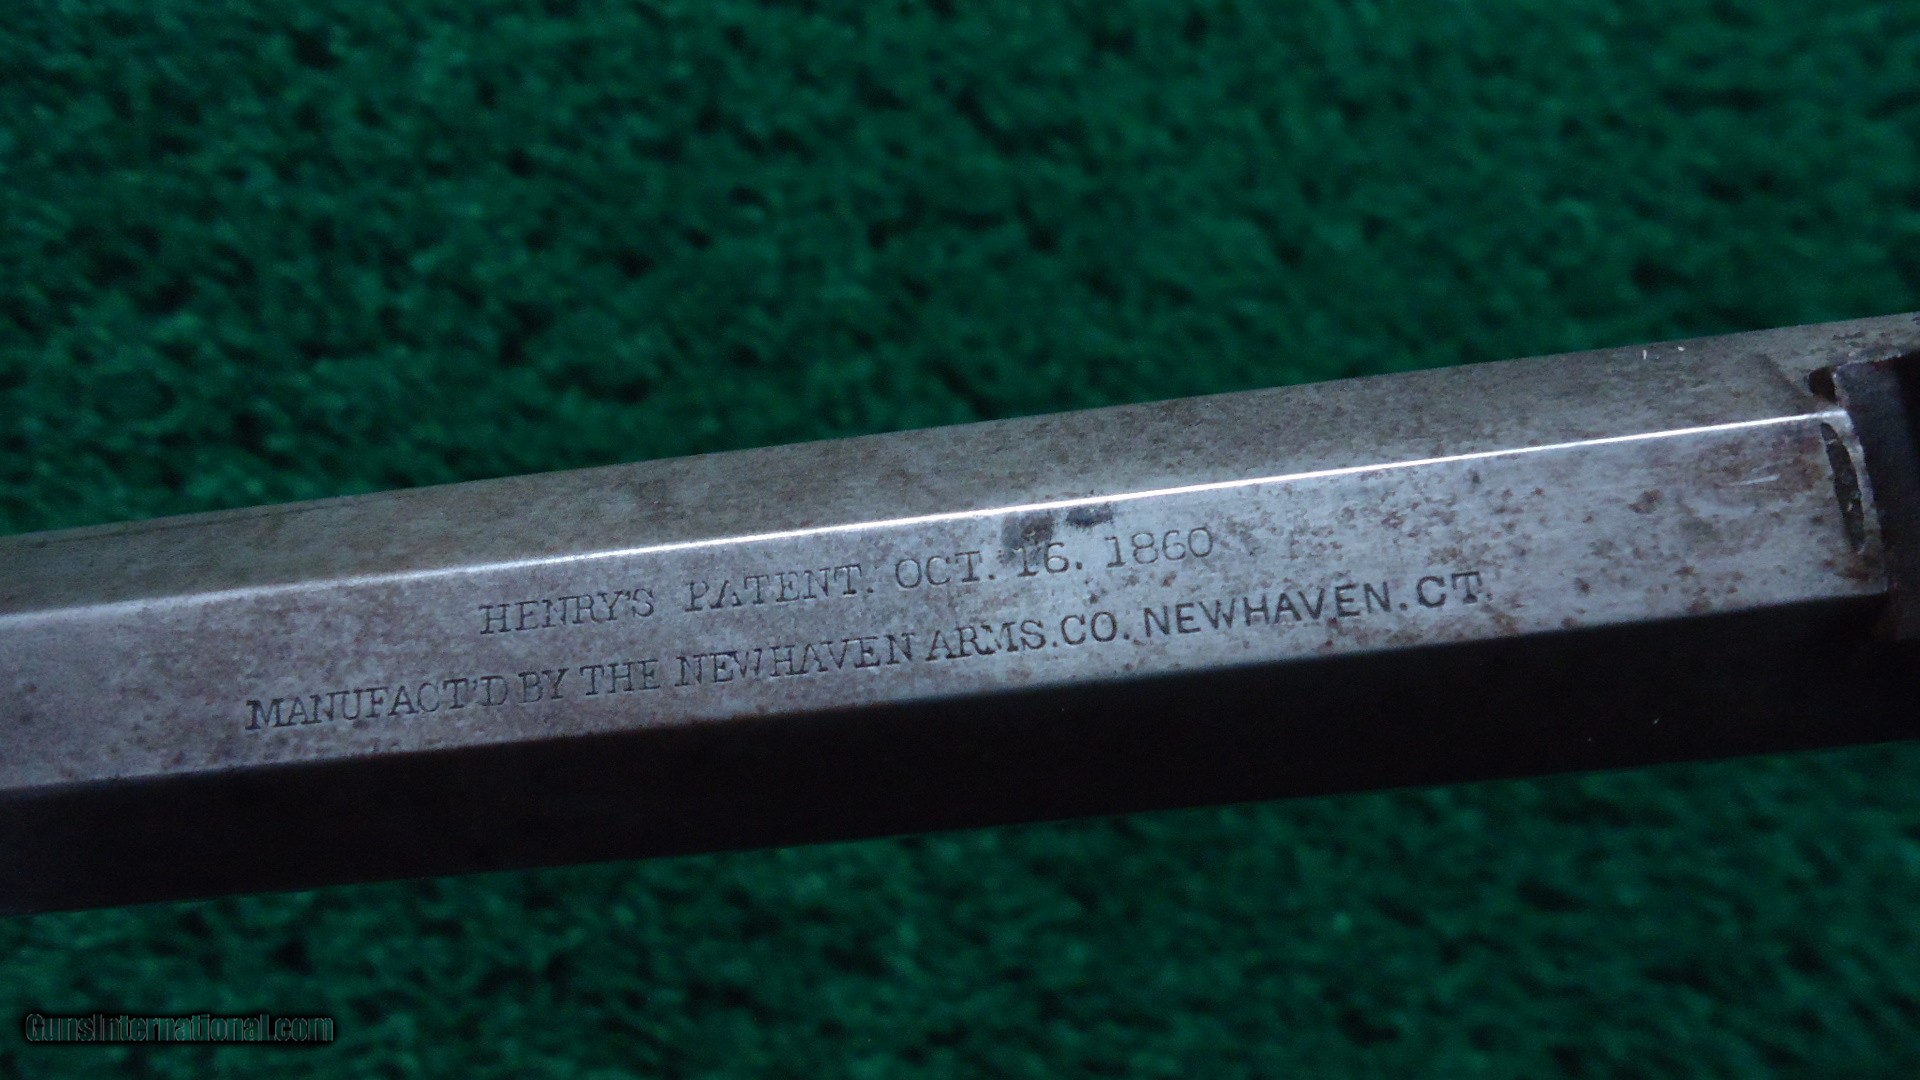 HENRY'S PATENT. OCT. 16. 1860
MANUFACT'D BY THE NEWHAVEN ARMS. CO. NEWHAVEN. CT.
GunsInternational.com